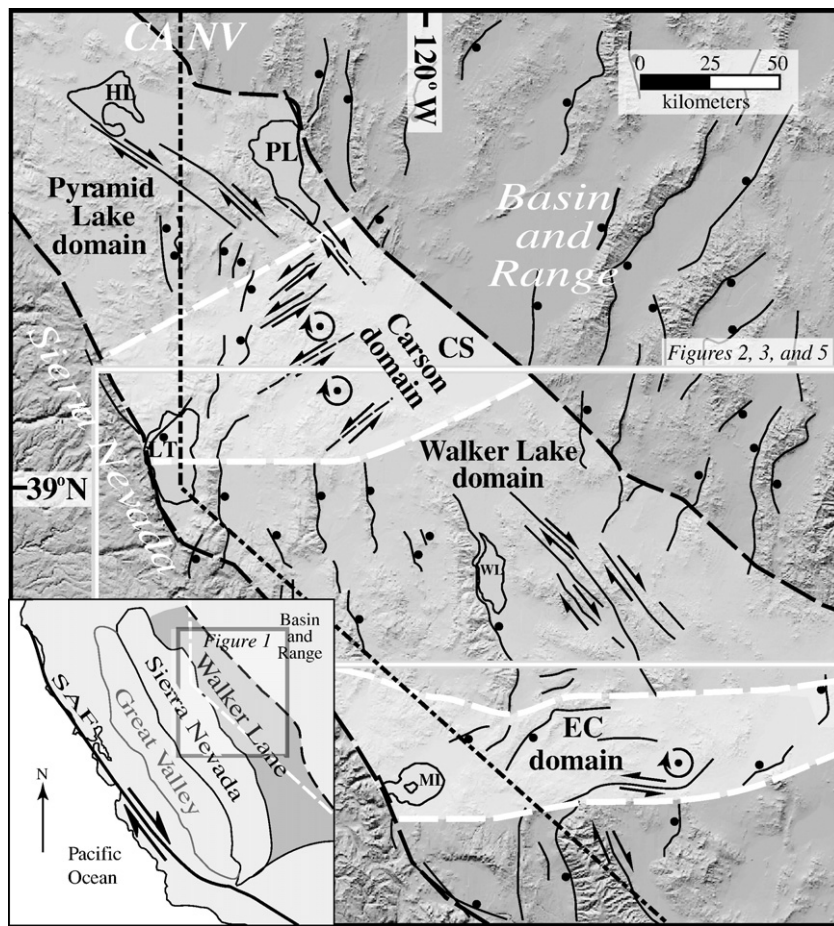 CA NV
120° W
0 25 50
kilometers
HL
PL
Pyramid
Lake
domain
Basin
and
Range
Carson
domain
CS
Figures 2, 3, and 5
Sierra Nevada
LT
39°N
Walker Lake
domain
WL
EC
domain
ML
Figure 1
Basin
and
Range
SAF
Great Valley
Sierra Nevada
Walker Lane
N
Pacific
Ocean